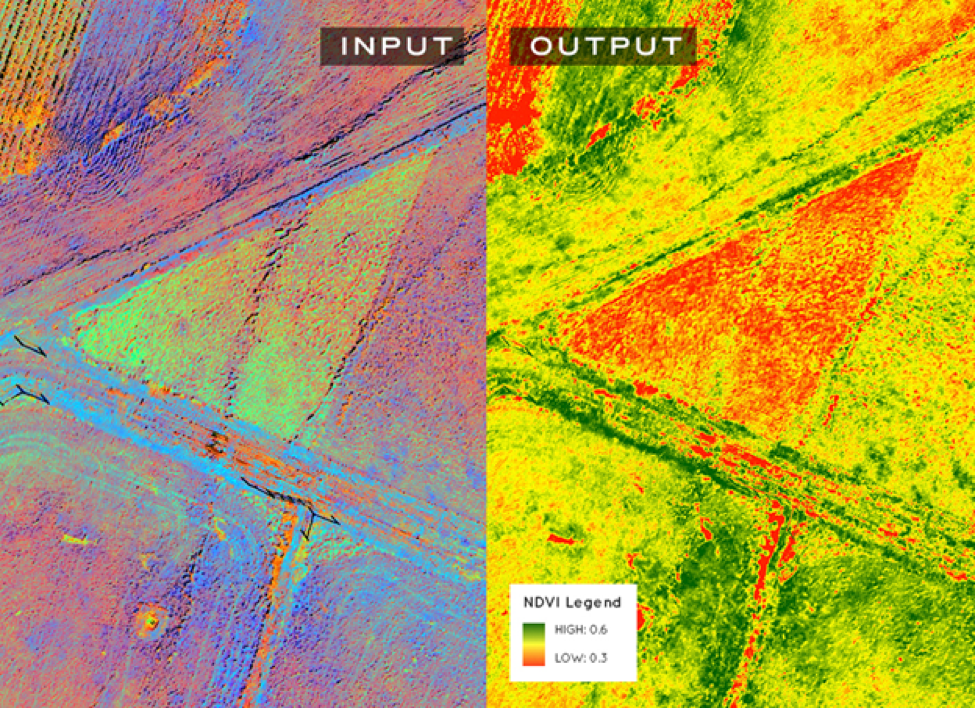 INPUT
OUTPUT
NDVI Legend
HIGH: 0.6
LOW: 0.3